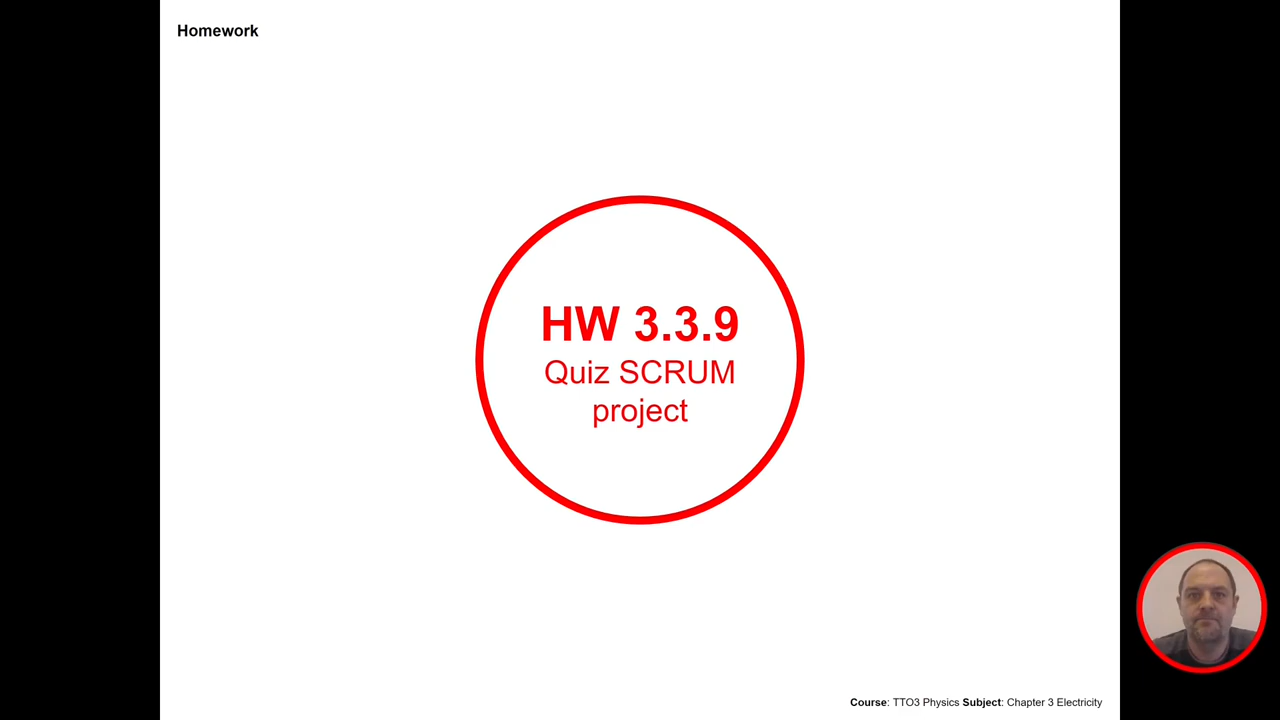 Homework
HW 3.3.9
Quiz SCRUM
project
Course: TTO3 Physics Subject: Chapter 3 Electricity